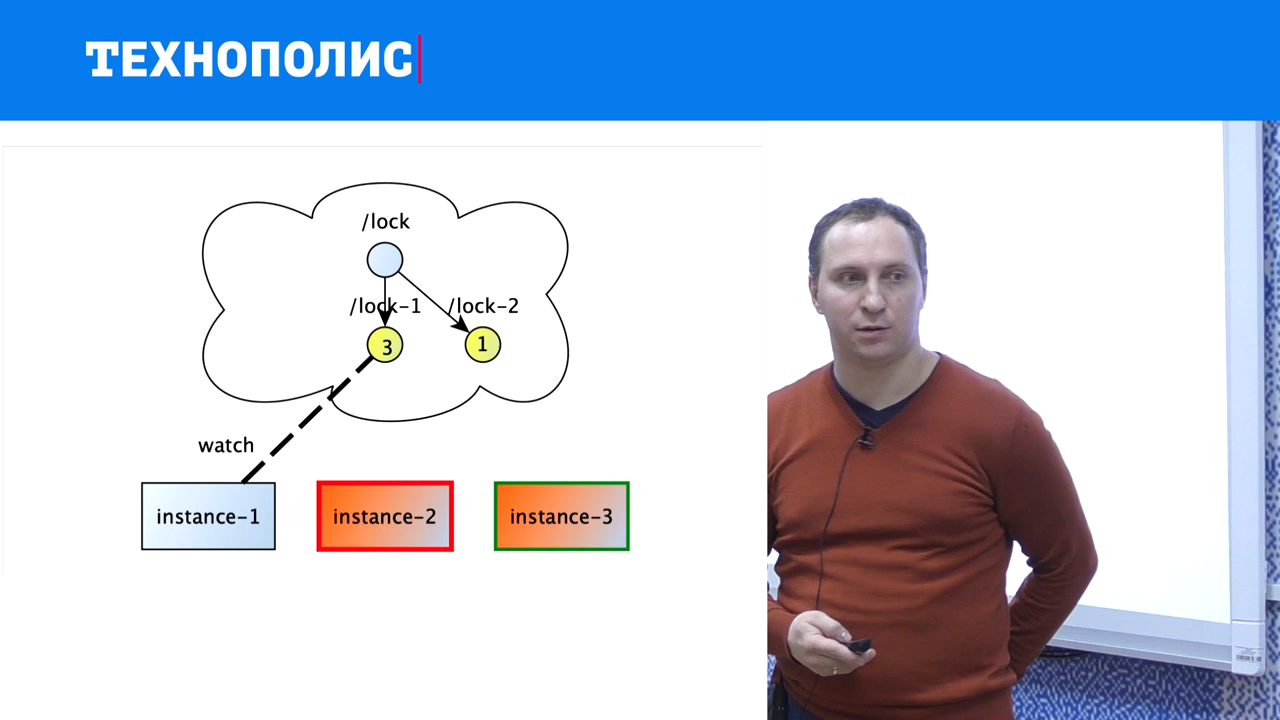 ТЕХНОПОЛИС
/lock
/lock-1
/lock-2
3
1
watch
instance-1
instance-2
instance-3